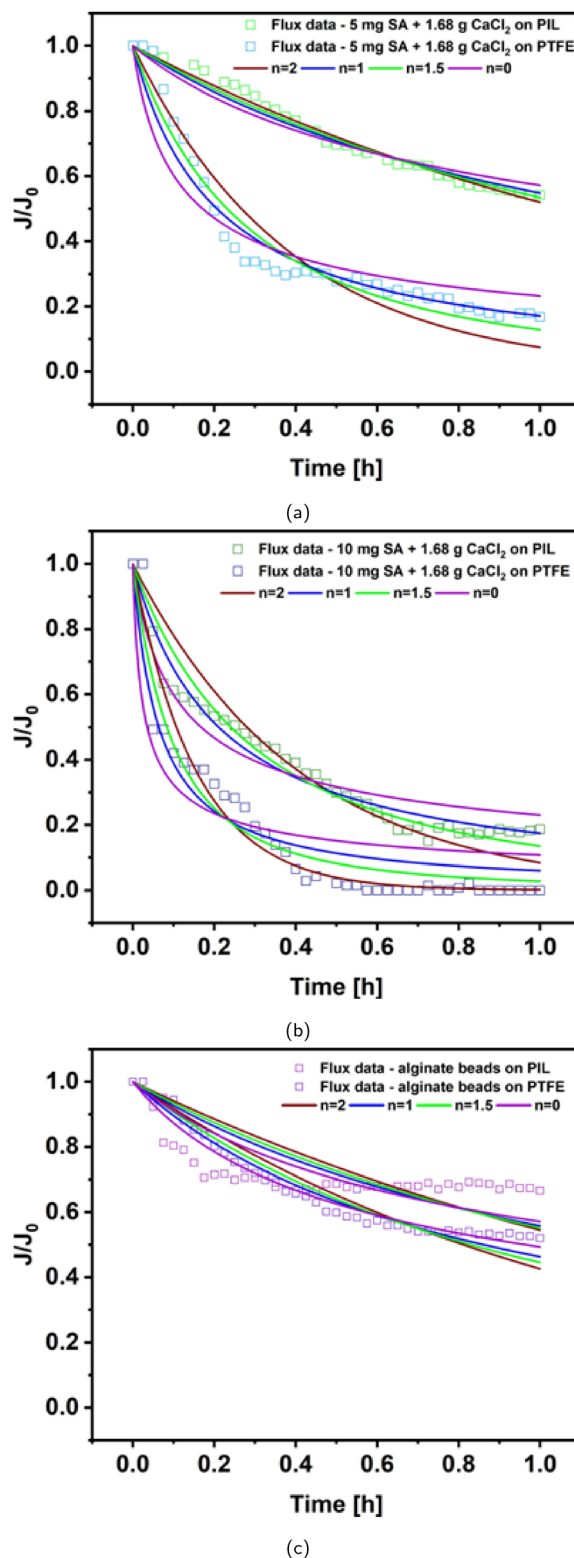 Flux data - 5 mg SA + 1.68 g CaCl₂ on PIL
Flux data - 5 mg SA + 1.68 g CaCl₂ on PTFE
n=2 n=1 n=1.5 n=0
1.0
0.8
0.6
0.4
0.2
0.0
J/J₀
0.0 0.2 0.4 0.6 0.8 1.0
Time [h]
(a)
Flux data - 10 mg SA + 1.68 g CaCl₂ on PIL
Flux data - 10 mg SA + 1.68 g CaCl₂ on PTFE
n=2 n=1 n=1.5 n=0
1.0
0.8
0.6
0.4
0.2
0.0
J/J₀
0.0 0.2 0.4 0.6 0.8 1.0
Time [h]
(b)
Flux data - alginate beads on PIL
Flux data - alginate beads on PTFE
n=2 n=1 n=1.5 n=0
1.0
0.8
0.6
0.4
0.2
0.0
J/J₀
0.0 0.2 0.4 0.6 0.8 1.0
Time [h]
(c)